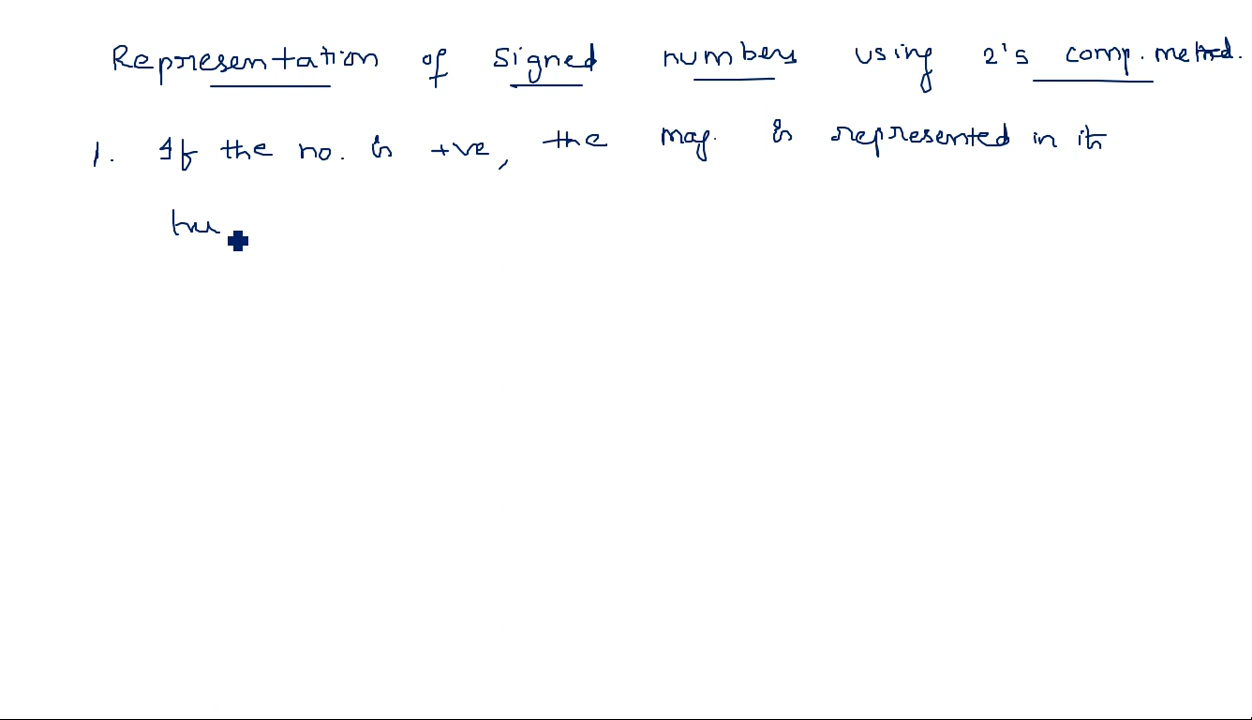 Representation of signed numbers using 2's comp. method.
1. If the no. is +ve, the mag. is represented in its
tru